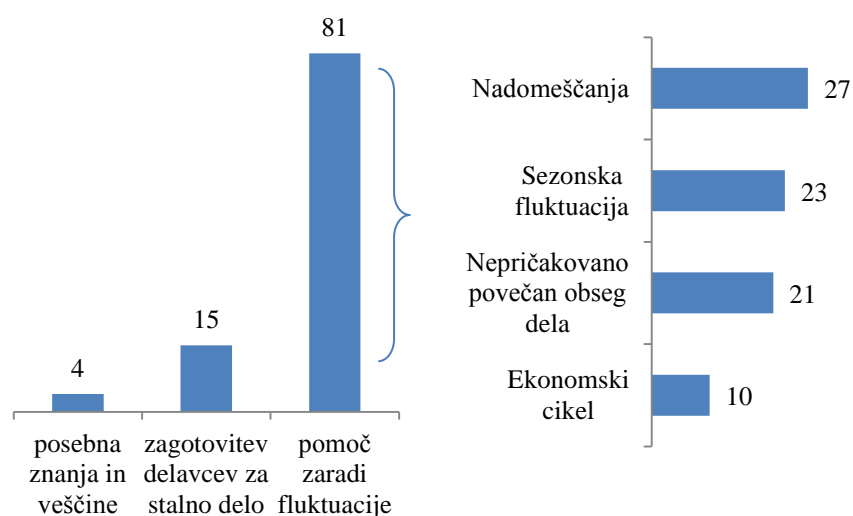 81
15
4
posebna
znanja in
veščine
zagotovitev
delavcev za
stalno delo
pomoč
zaradi
fluktuacije
Nadomeščanja
27
Sezonska
fluktuacija
23
Nepričakovano
povečan obseg
dela
21
Ekonomski
cikel
10